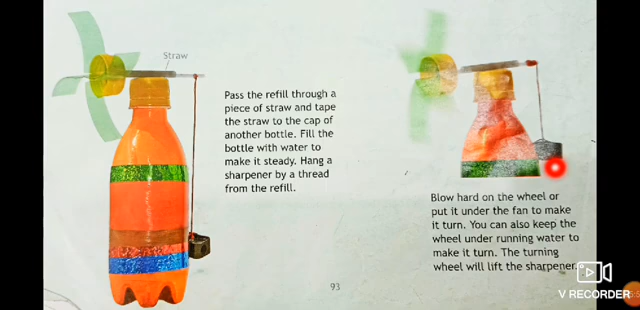 Straw
Pass the refill through a
piece of straw and tape
the straw to the cap of
another bottle. Fill the
bottle with water to
make it steady. Hang a
sharpener by a thread
from the refill.
Blow hard on the wheel or
put it under the fan to make
it turn. You can also keep the
wheel under running water to
make it turn. The turning
wheel will lift the sharpener
93
V RECORDER